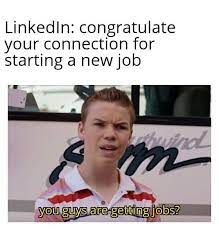 LinkedIn: congratulate
your connection for
starting a new job
you guys are getting jobs?